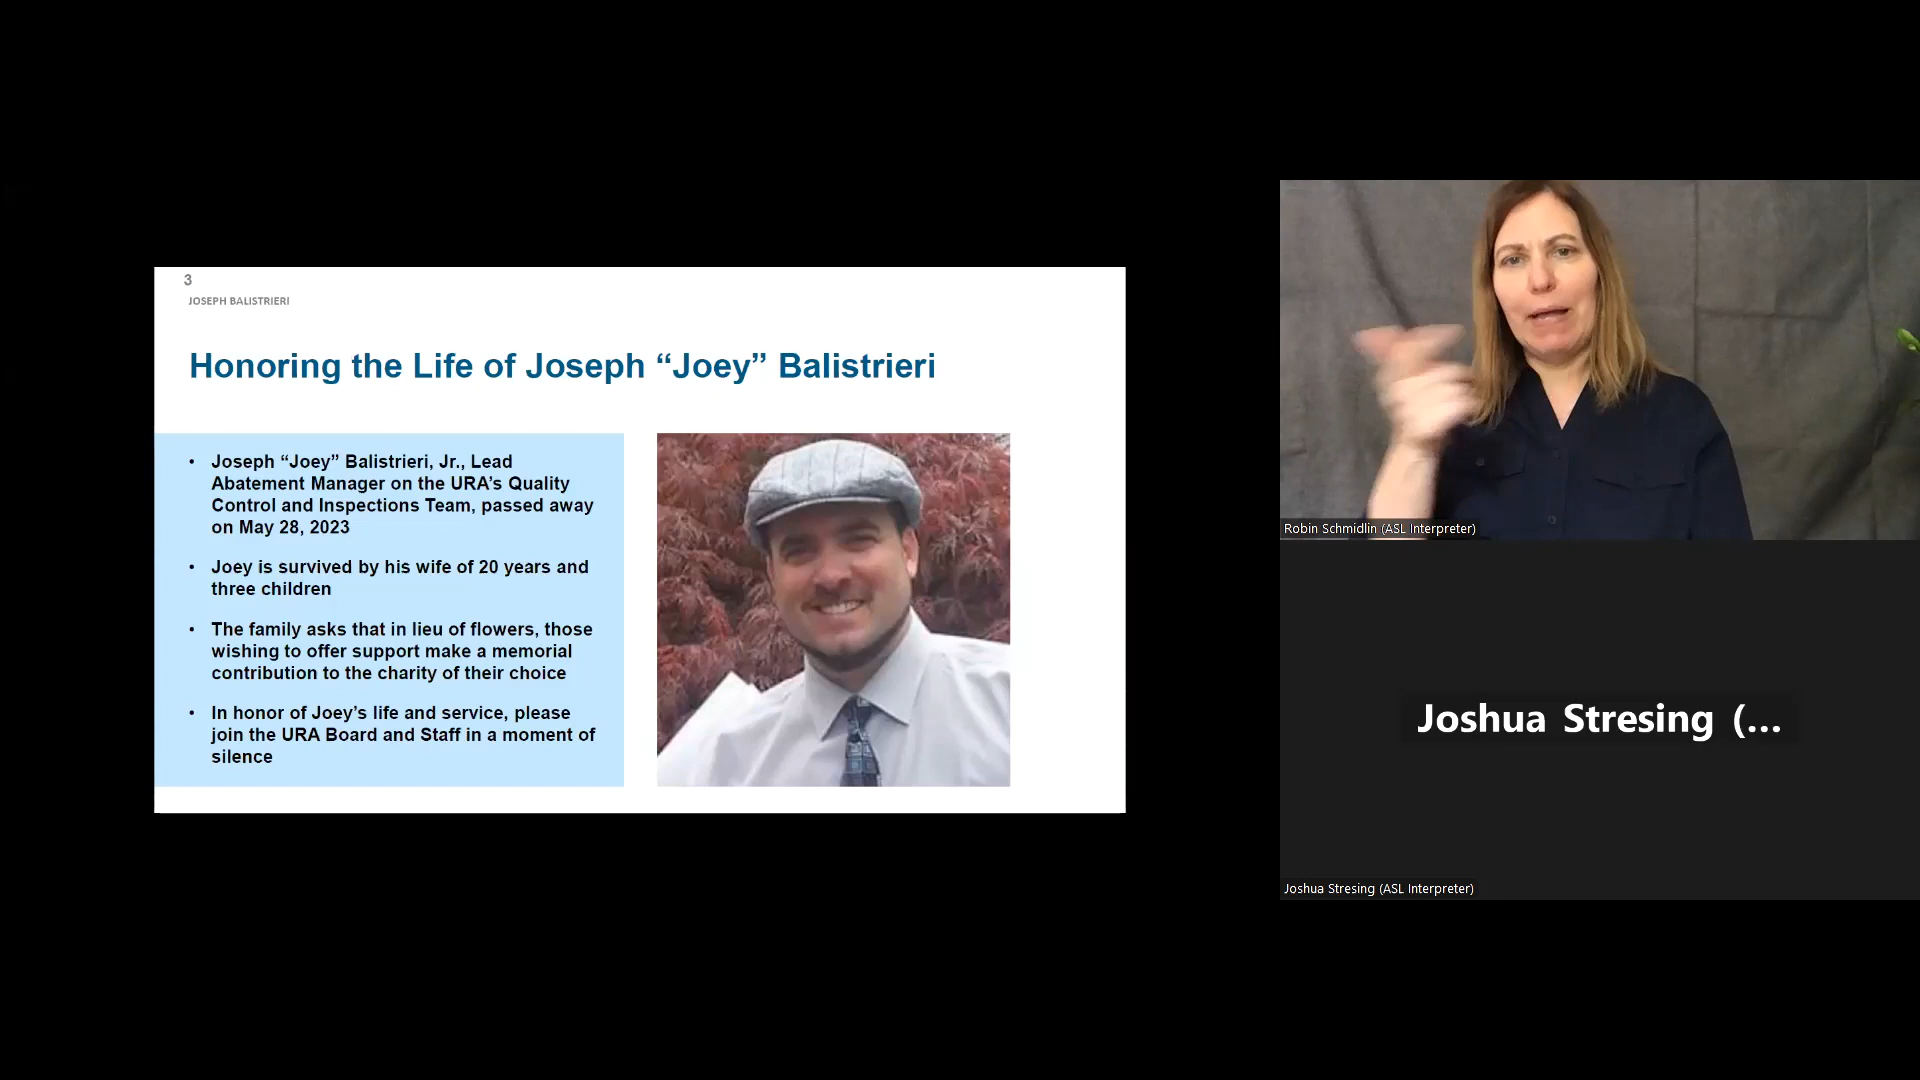 3
JOSEPH BALISTRIERI
Honoring the Life of Joseph “Joey” Balistrieri
• Joseph “Joey” Balistrieri, Jr., Lead
Abatement Manager on the URA’s Quality
Control and Inspections Team, passed away
on May 28, 2023
• Joey is survived by his wife of 20 years and
three children
• The family asks that in lieu of flowers, those
wishing to offer support make a memorial
contribution to the charity of their choice
• In honor of Joey’s life and service, please
join the URA Board and Staff in a moment of
silence
Robin Schmidlin (ASL Interpreter)
Joshua Stresing (...
Joshua Stresing (ASL Interpreter)